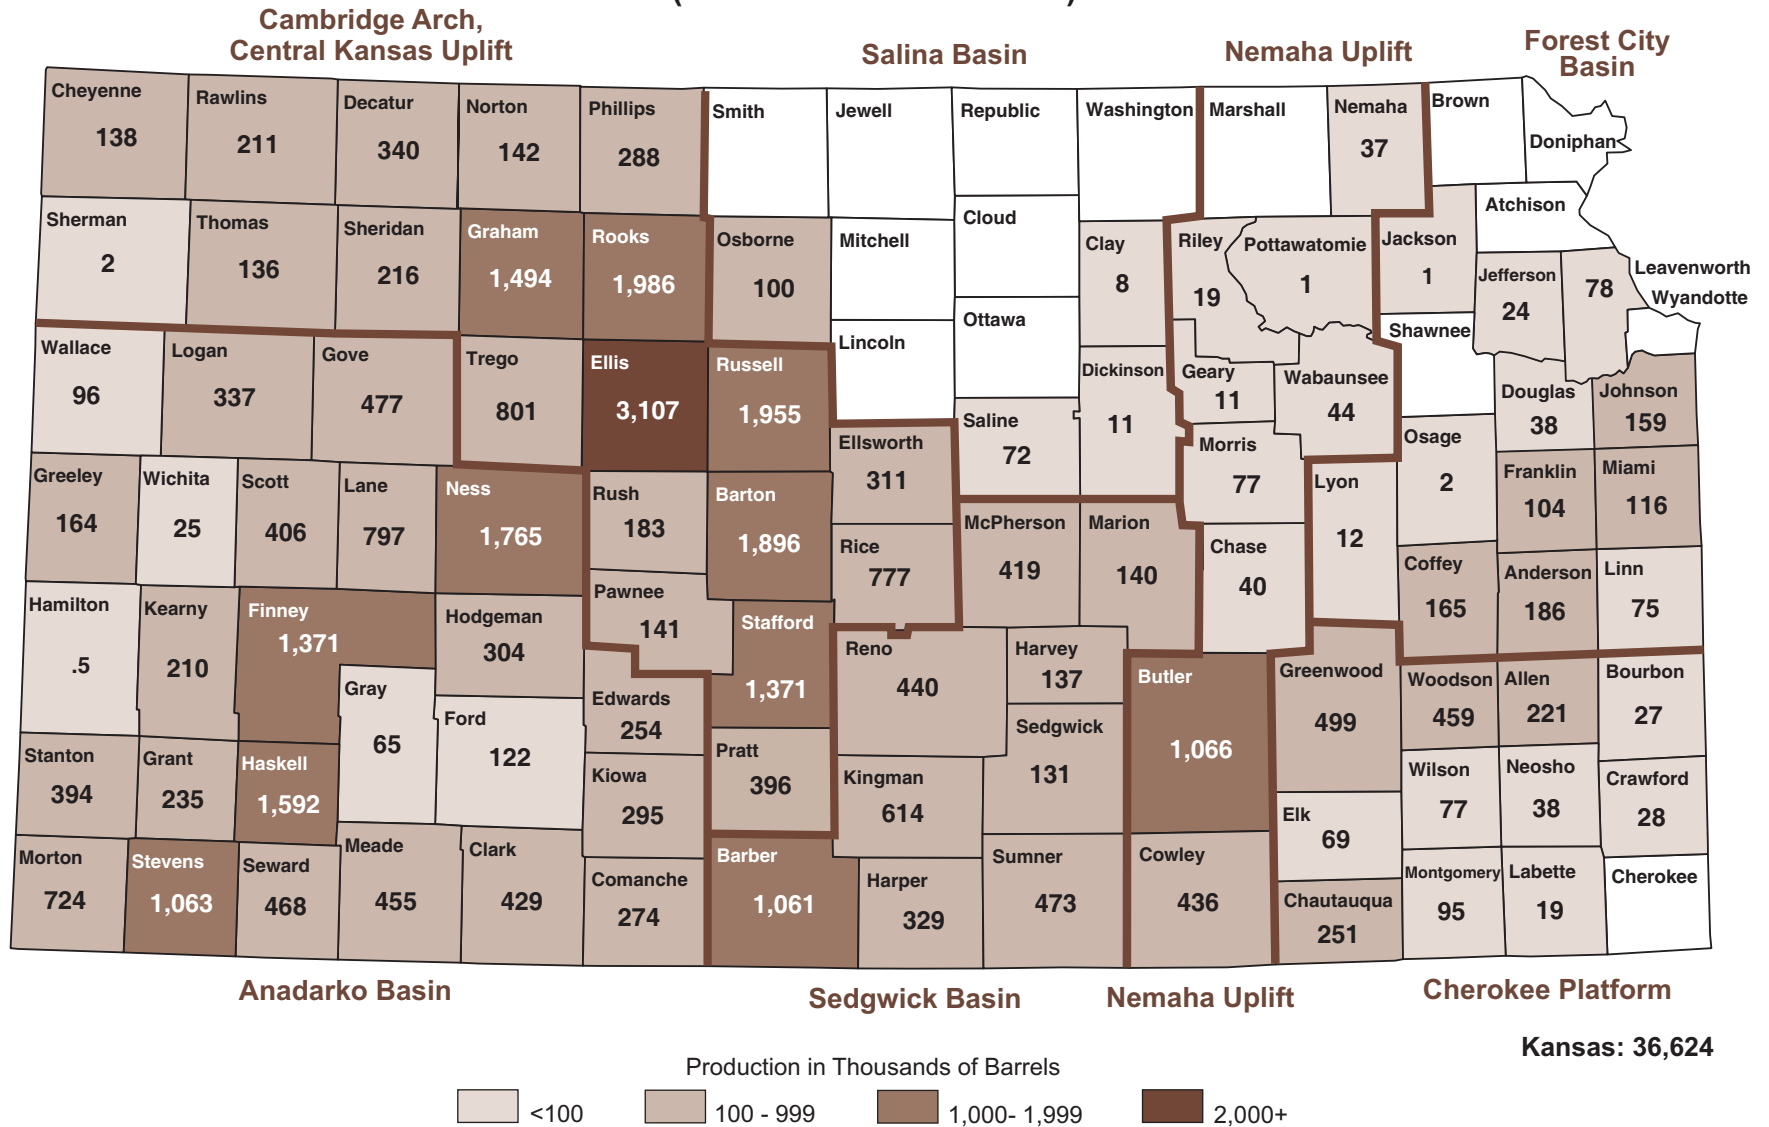 Cambridge Arch,
Central Kansas Uplift
Salina Basin
Nemaha Uplift
Forest City
Basin
Cheyenne
138
Rawlins
211
Decatur
340
Norton
142
Phillips
288
Smith
Jewell
Republic
Washington
Marshall
Nemaha
37
Brown
Doniphan
Sherman
2
Thomas
136
Sheridan
216
Graham
1,494
Rooks
1,986
Osborne
100
Mitchell
Cloud
Clay
8
Riley
19
Pottawatomie
1
Jackson
1
Atchison
Jefferson
24
78
Leavenworth
Wyandotte
Wallace
96
Logan
337
Gove
477
Trego
801
Ellis
3,107
Russell
1,955
Lincoln
Ottawa
Saline
72
Dickinson
11
Geary
11
Wabaunsee
44
Shawnee
Douglas
38
Johnson
159
Greeley
164
Wichita
25
Scott
406
Lane
797
Ness
1,765
Rush
183
Barton
1,896
Ellsworth
311
Rice
777
McPherson
419
Marion
140
Morris
77
Chase
40
Lyon
12
Osage
2
Franklin
104
Miami
116
Coffey
165
Anderson
186
Linn
75
Hamilton
.5
Kearny
210
Finney
1,371
Gray
65
Hodgeman
304
Ford
122
Pawnee
141
Edwards
254
Stafford
1,371
Reno
440
Harvey
137
Sedgwick
131
Butler
1,066
Greenwood
499
Woodson
459
Allen
221
Bourbon
27
Stanton
394
Grant
235
Haskell
1,592
Kiowa
295
Pratt
396
Kingman
614
Elk
69
Wilson
77
Neosho
38
Crawford
28
Morton
724
Stevens
1,063
Seward
468
Meade
455
Clark
429
Comanche
274
Barber
1,061
Harper
329
Sumner
473
Cowley
436
Chautauqua
251
Montgomery
95
Labette
19
Cherokee
Anadarko Basin
Sedgwick Basin
Nemaha Uplift
Cherokee Platform
Kansas: 36,624
Production in Thousands of Barrels
<100
100 - 999
1,000- 1,999
2,000+